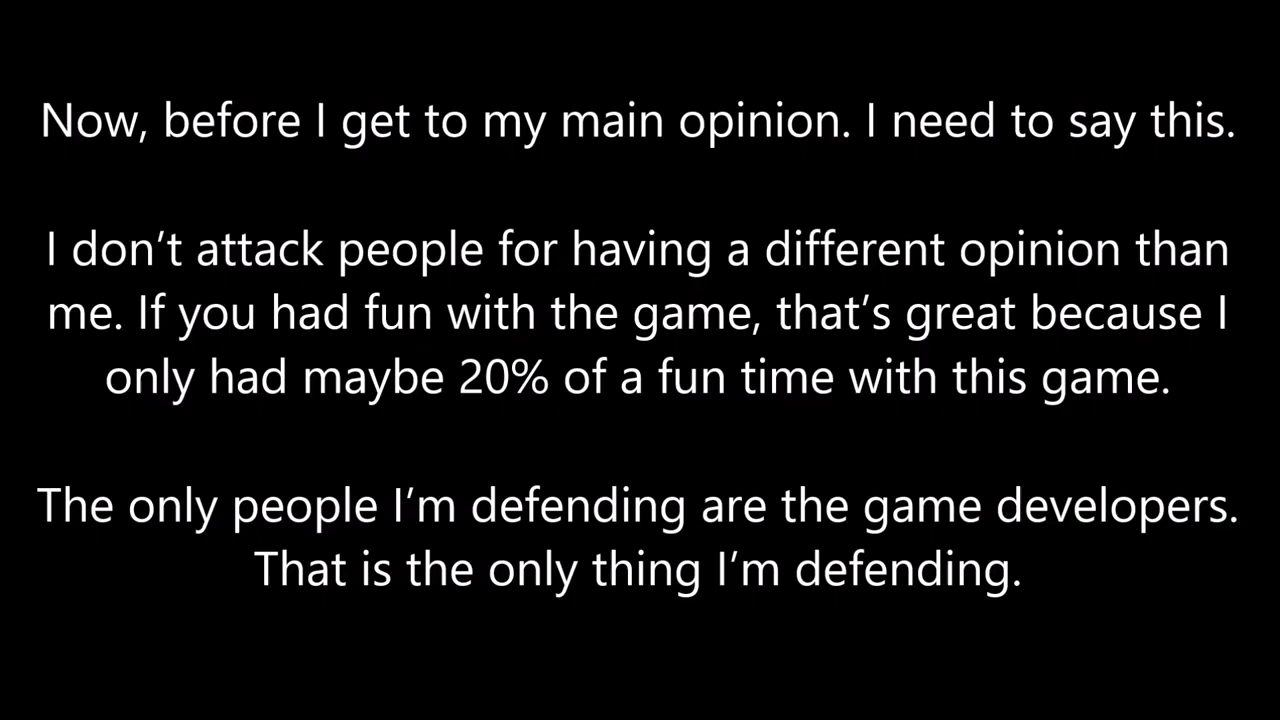 Now, before I get to my main opinion. I need to say this.
I don’t attack people for having a different opinion than
me. If you had fun with the game, that’s great because I
only had maybe 20% of a fun time with this game.
The only people I’m defending are the game developers.
That is the only thing I’m defending.